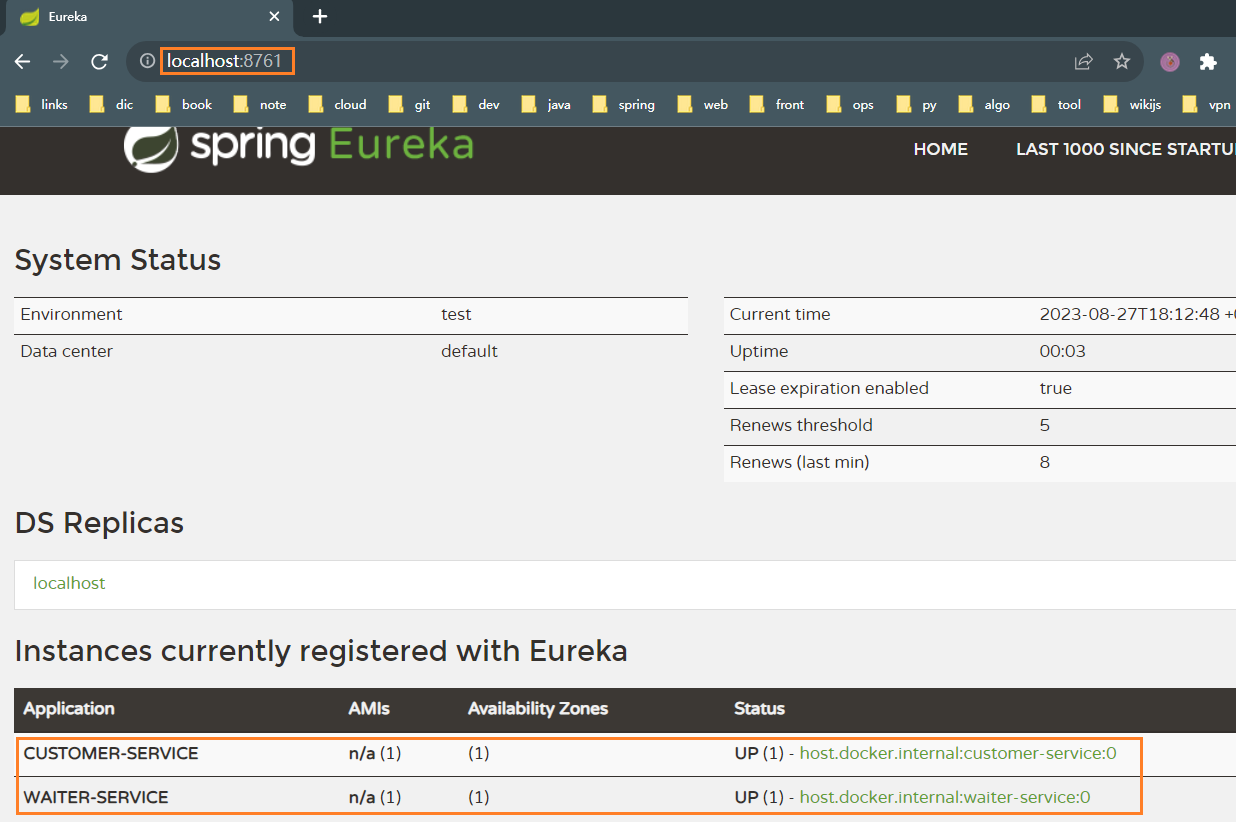 Eureka
localhost:8761
links dic book note cloud git dev java spring web front ops py algo tool wikijs vpn
spring Eureka HOME LAST 1000 SINCE STARTU
System Status
Environment test Current time 2023-08-27T18:12:48 +
Data center default Uptime 00:03
Lease expiration enabled true
Renews threshold 5
Renews (last min) 8
DS Replicas
localhost
Instances currently registered with Eureka
Application AMIs Availability Zones Status
CUSTOMER-SERVICE n/a (1) (1) UP (1) - host.docker.internal:customer-service:0
WAITER-SERVICE n/a (1) (1) UP (1) - host.docker.internal:waiter-service:0